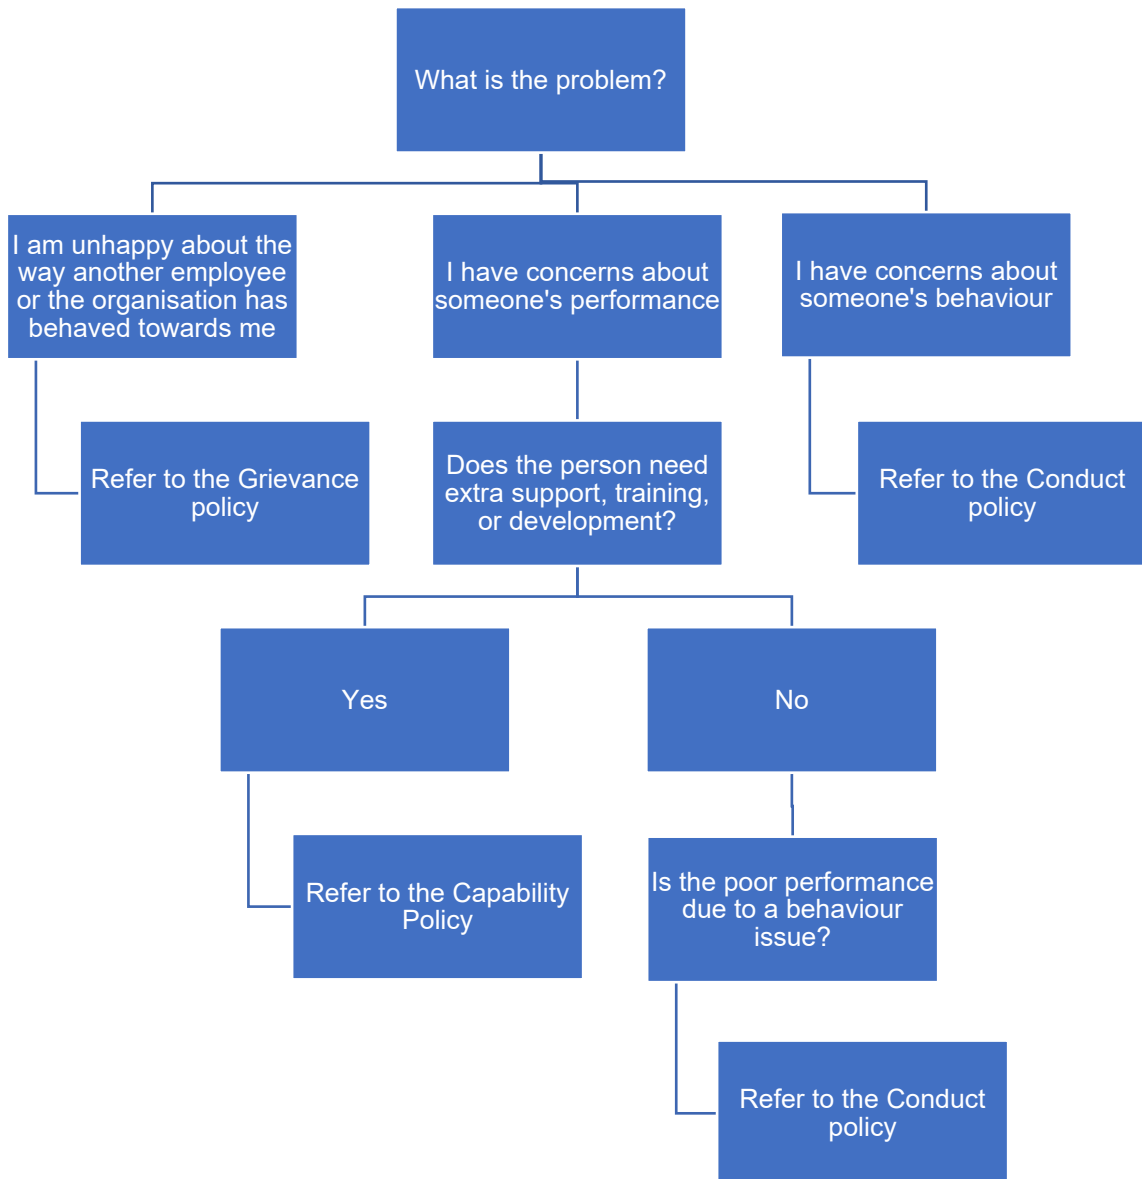 What is the problem?
I am unhappy about the
way another employee
or the organisation has
behaved towards me
I have concerns about
someone's performance
I have concerns about
someone's behaviour
Refer to the Grievance
policy
Does the person need
extra support, training,
or development?
Refer to the Conduct
policy
Yes
No
Refer to the Capability
Policy
Is the poor performance
due to a behaviour
issue?
Refer to the Conduct
policy